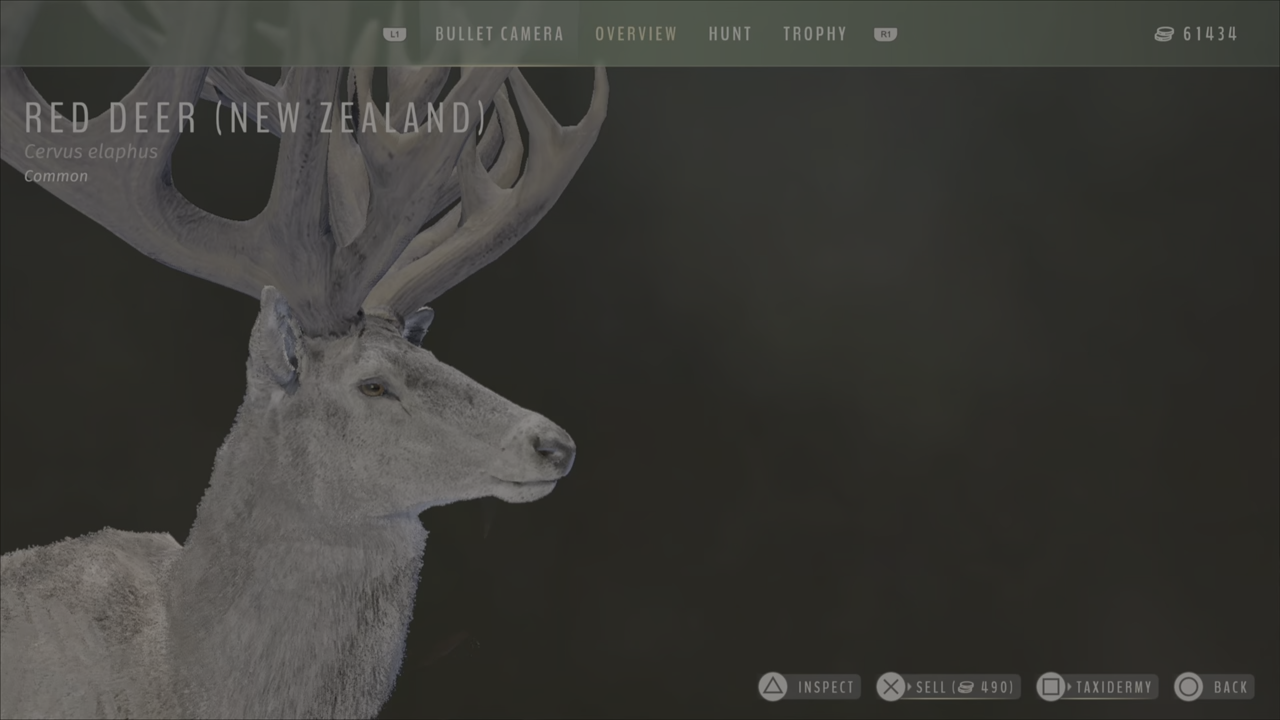 L1 BULLET CAMERA OVERVIEW HUNT TROPHY R1 61434
RED DEER (NEW ZEALAND)
Cervus elaphus
Common
INSPECT SELL (490) TAXIDERMY BACK